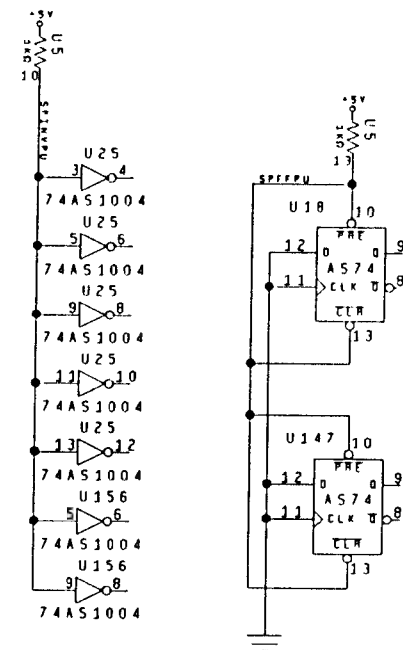 +5V
U5
1KΩ
10
SPINVPU
U25
3 4
74AS1004
U25
5 6
74AS1004
U25
9 8
74AS1004
U25
11 10
74AS1004
U25
13 12
74AS1004
U156
5 6
74AS1004
U156
9 8
74AS1004
+5V
U5
1KΩ
13
SPFFPU
U18
10
PRE
12 D Q 9
AS74
11 CLK Q 8
CLR
13
U147
10
PRE
12 D Q 9
AS74
11 CLK Q 8
CLR
13